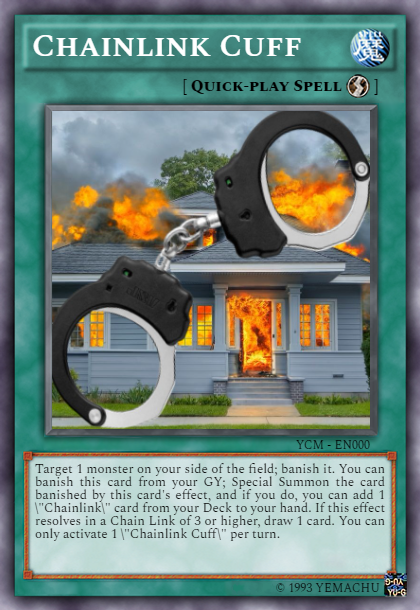 CHAINLINK CUFF
[ QUICK-PLAY SPELL ]
YCM - EN000
Target 1 monster on your side of the field; banish it. You can
banish this card from your GY; Special Summon the card
banished by this card's effect, and if you do, you can add 1
\"Chainlink\" card from your Deck to your hand. If this effect
resolves in a Chain Link of 3 or higher, draw 1 card. You can
only activate 1 \"Chainlink Cuff\" per turn.
© 1993 YEMACHU